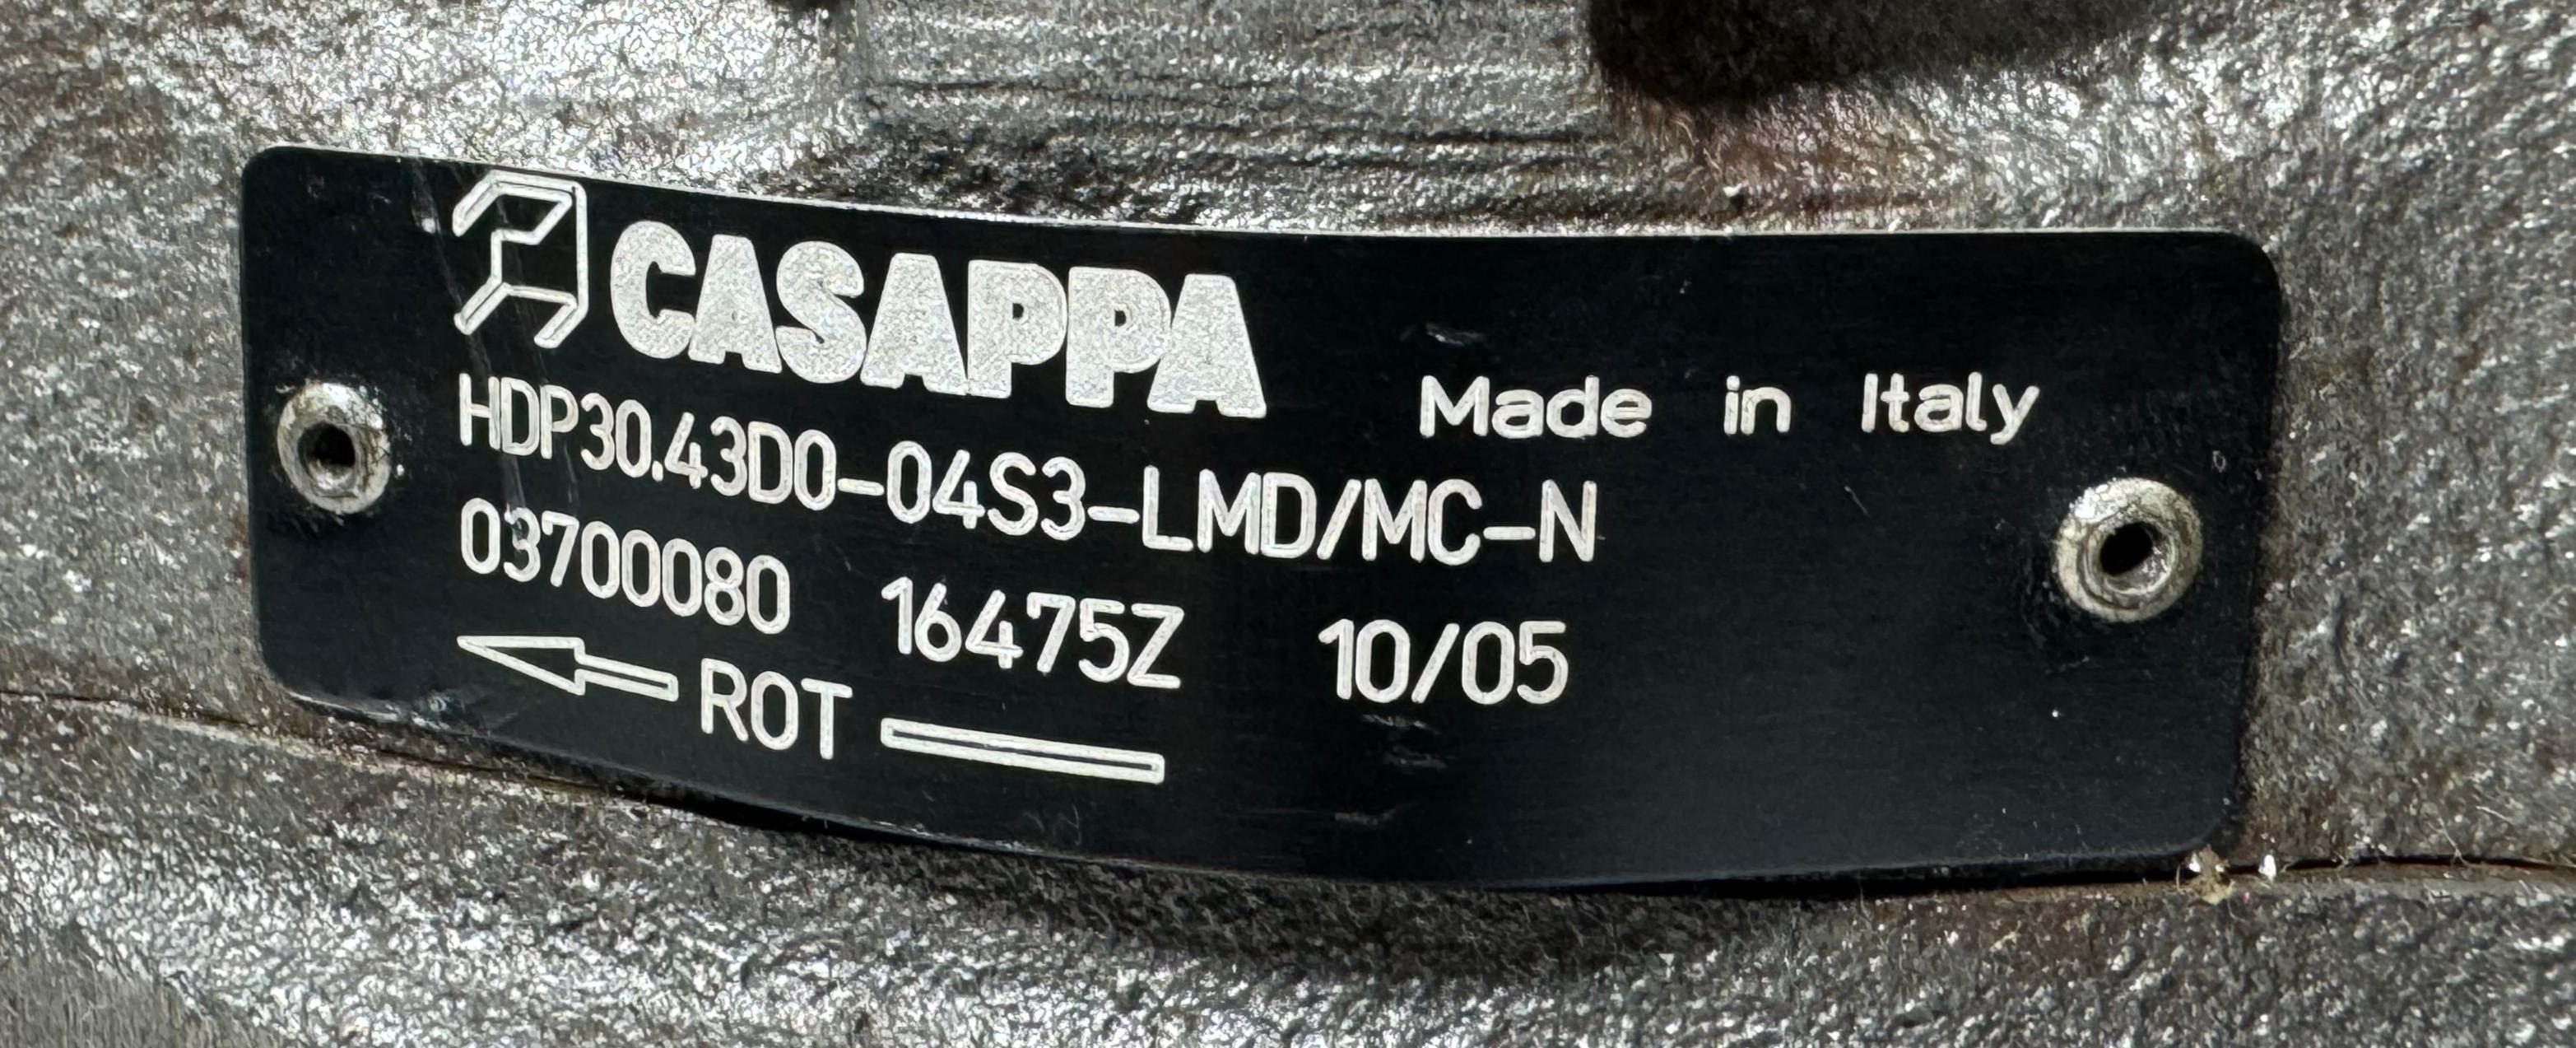 CASAPPA
Made in Italy
HDP30.43D0-04S3-LMD/MC-N
03700080 16475Z 10/05
ROT